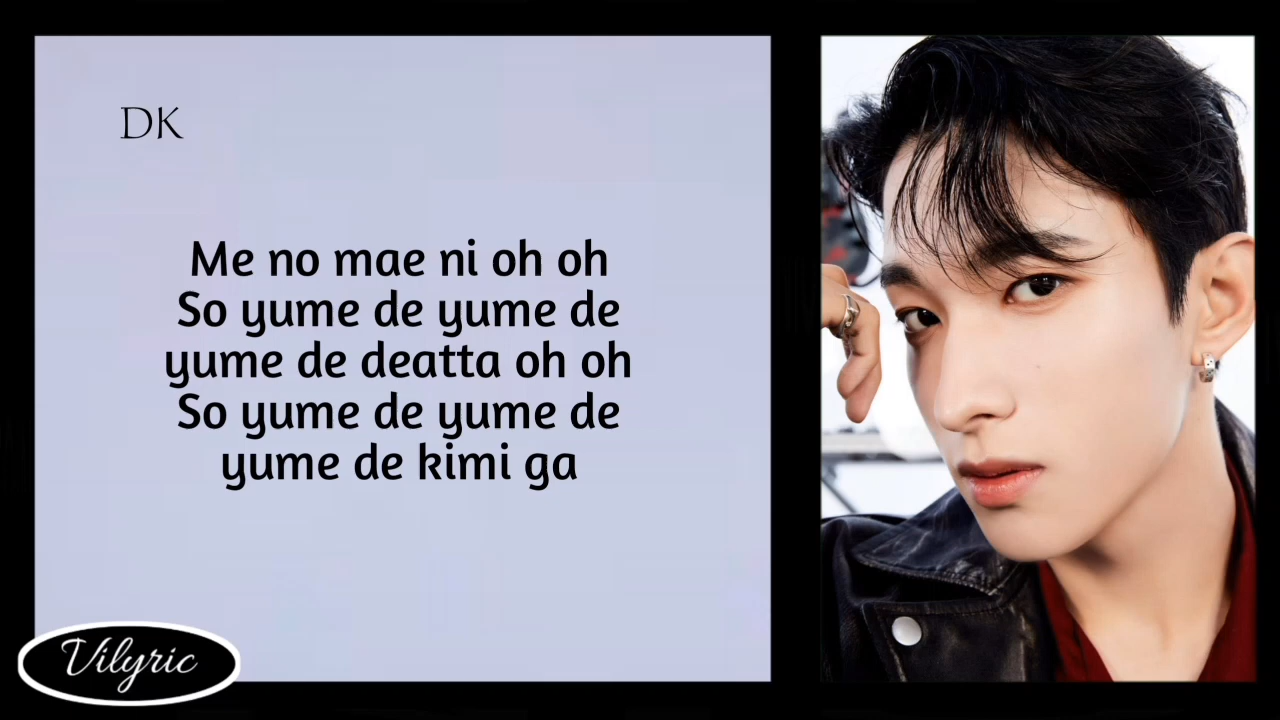 DK
Me no mae ni oh oh
So yume de yume de
yume de deatta oh oh
So yume de yume de
yume de kimi ga
Vilyric